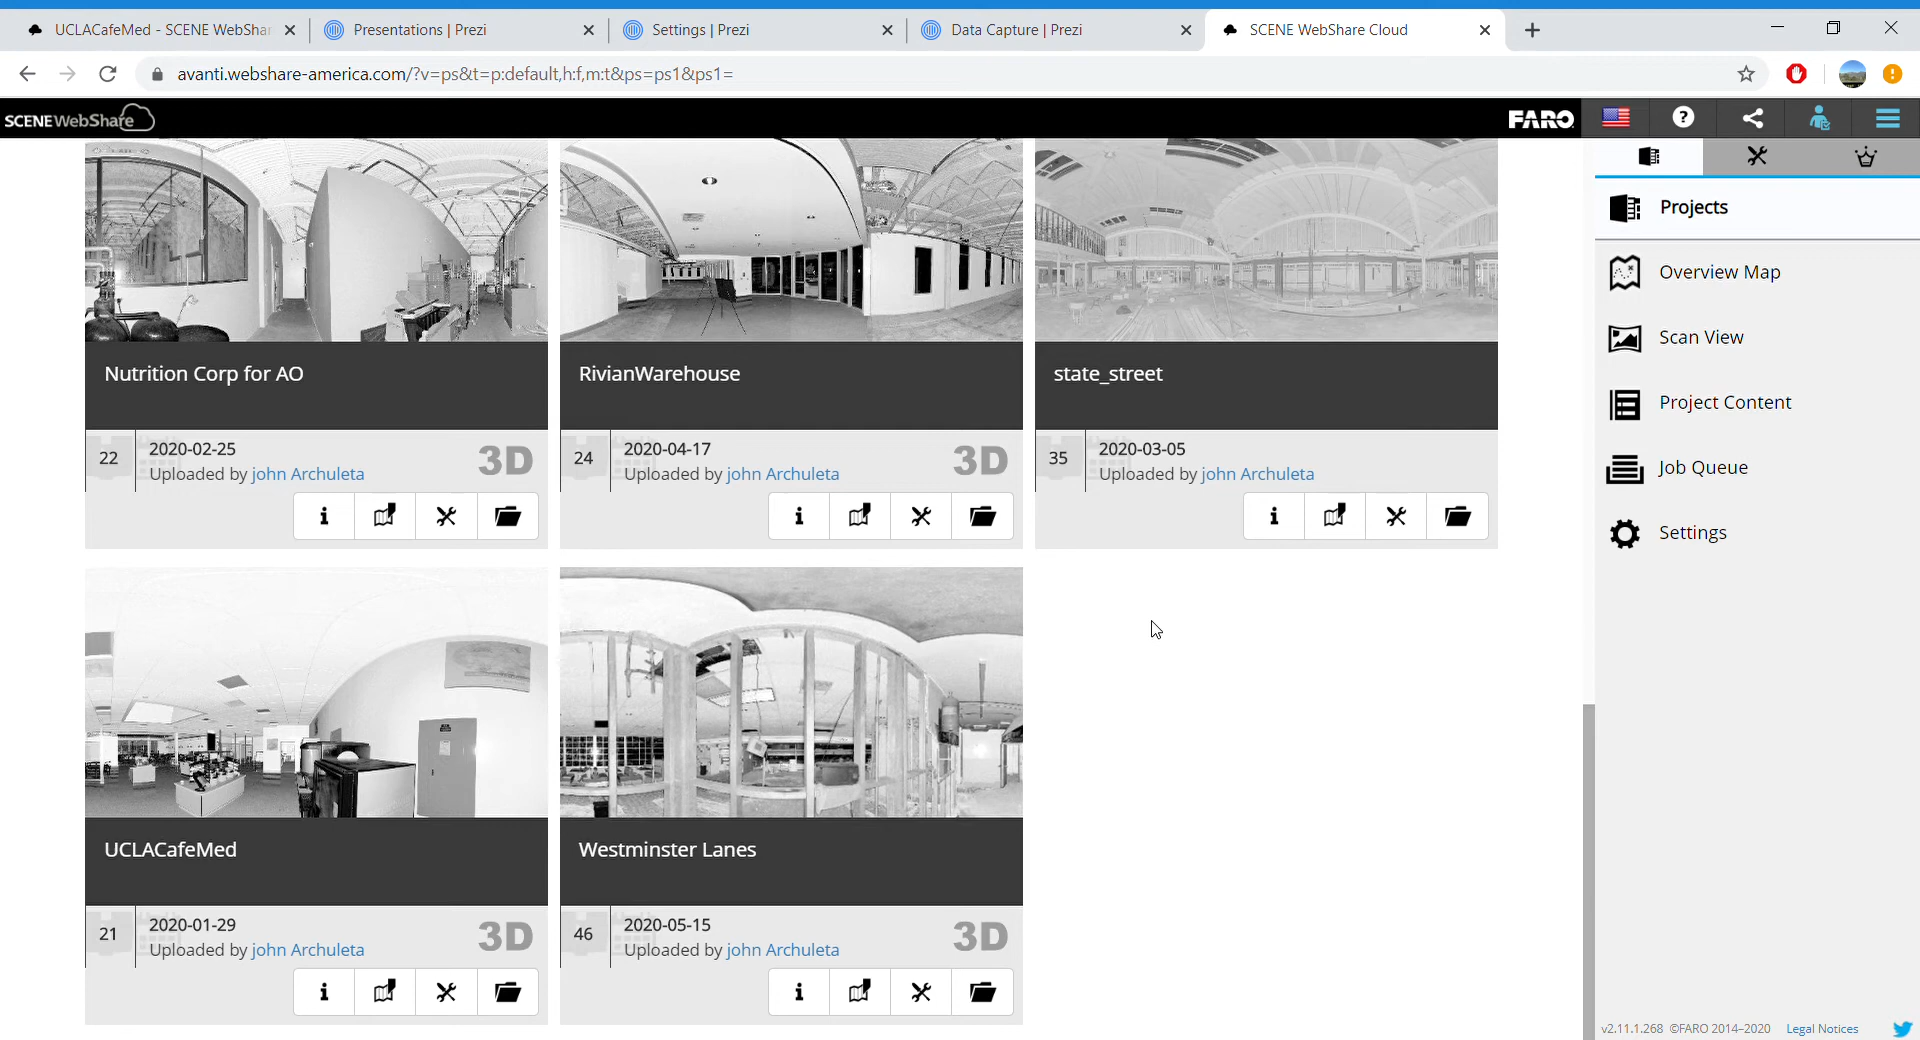 UCLACafeMed - SCENE WebShar
Presentations | Prezi
Settings | Prezi
Data Capture | Prezi
SCENE WebShare Cloud
avanti.webshare-america.com/?v=ps&t=p:default,h:f,m:t&ps=ps1&ps1=
SCENE WebShare
FARO
Projects
Overview Map
Scan View
Project Content
Job Queue
Settings
Nutrition Corp for AO
RivianWarehouse
state_street
22
2020-02-25
Uploaded by john Archuleta
3D
24
2020-04-17
Uploaded by john Archuleta
3D
35
2020-03-05
Uploaded by john Archuleta
UCLACafeMed
Westminster Lanes
21
2020-01-29
Uploaded by john Archuleta
3D
46
2020-05-15
Uploaded by john Archuleta
3D
v2.11.1.268 ©FARO 2014–2020 Legal Notices